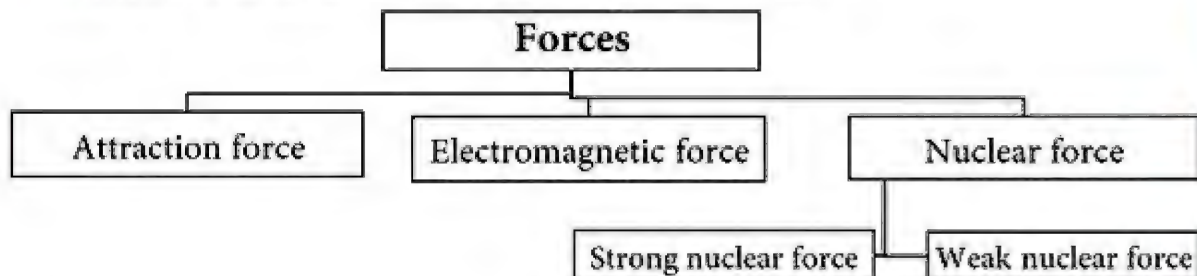 Forces
Attraction force
Electromagnetic force
Nuclear force
Strong nuclear force
Weak nuclear force